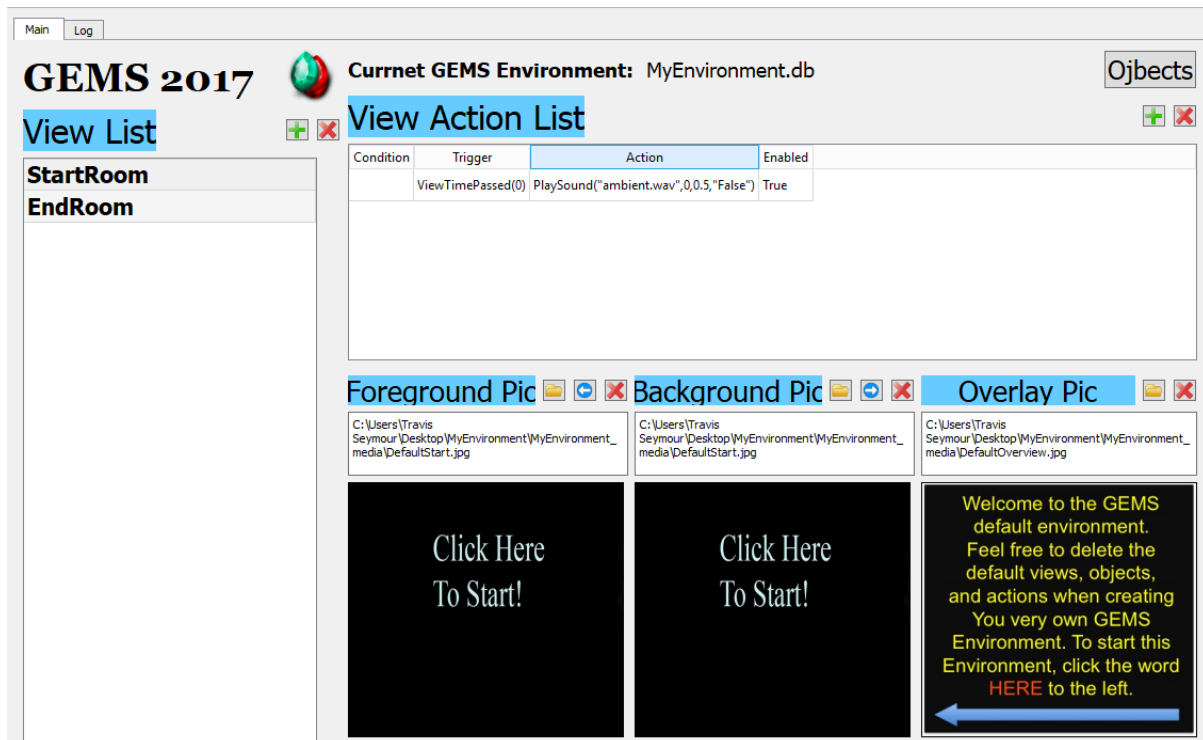 Main
Log
GEMS 2017
Currnet GEMS Environment: MyEnvironment.db
Ojbects
View List
View Action List
StartRoom
EndRoom
Condition Trigger Action Enabled
ViewTimePassed(0) PlaySound("ambient.wav",0,0.5,"False") True
Foreground Pic
Background Pic
Overlay Pic
C:\Users\Travis
Seymour\Desktop\MyEnvironment\MyEnvironment_
media\DefaultStart.jpg
C:\Users\Travis
Seymour\Desktop\MyEnvironment\MyEnvironment_
media\DefaultStart.jpg
C:\Users\Travis
Seymour\Desktop\MyEnvironment\MyEnvironment_
media\DefaultOverview.jpg
Click Here
To Start!
Click Here
To Start!
Welcome to the GEMS
default environment.
Feel free to delete the
default views, objects,
and actions when creating
You very own GEMS
Environment. To start this
Environment, click the word
HERE to the left.